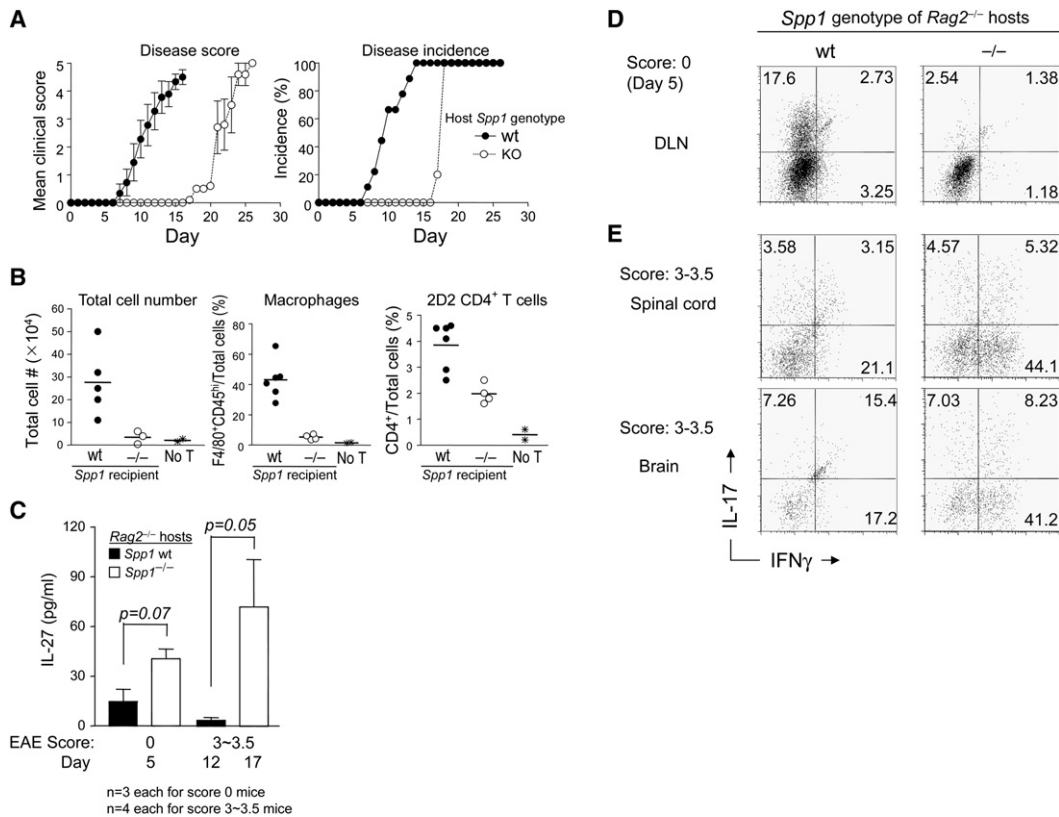 A
Disease score
Mean clinical score
5
4
3
2
1
0
0 5 10 15 20 25 30
Day
Disease incidence
Incidence (%)
100
80
60
40
20
0
0 5 10 15 20 25 30
Day
Host Spp1 genotype
wt
KO
B
Total cell number
Total cell # (×10⁴)
60
50
40
30
20
10
0
wt −/− No T
Spp1 recipient
Macrophages
F4/80⁺CD45ʰⁱ/Total cells (%)
80
60
40
20
0
wt −/− No T
Spp1 recipient
2D2 CD4⁺ T cells
CD4⁺/Total cells (%)
5
4
3
2
1
0
wt −/− No T
Spp1 recipient
C
IL-27 (pg/ml)
120
90
60
30
0
Rag2⁻/⁻ hosts
Spp1 wt
Spp1⁻/⁻
p=0.07
p=0.05
EAE Score: 0 3~3.5
Day 5 12 17
n=3 each for score 0 mice
n=4 each for score 3~3.5 mice
D
Spp1 genotype of Rag2⁻/⁻ hosts
wt −/−
Score: 0
(Day 5)
DLN
17.6 2.73
3.25
2.54 1.38
1.18
E
Score: 3-3.5
Spinal cord
3.58 3.15
21.1
4.57 5.32
44.1
Score: 3-3.5
Brain
7.26 15.4
17.2
7.03 8.23
41.2
IL-17
IFNγ